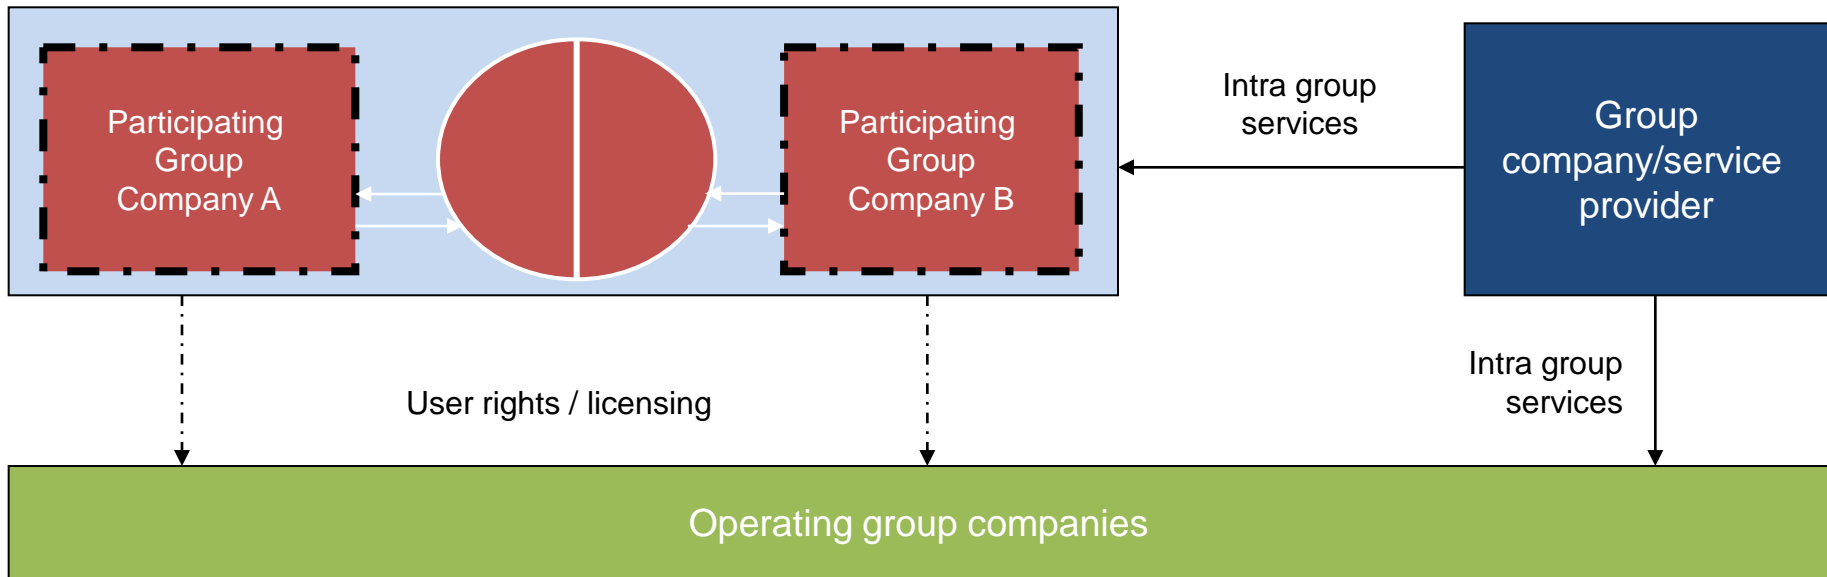 Participating
Group
Company A
Participating
Group
Company B
Intra group
services
Group
company/service
provider
User rights / licensing
Intra group
services
Operating group companies